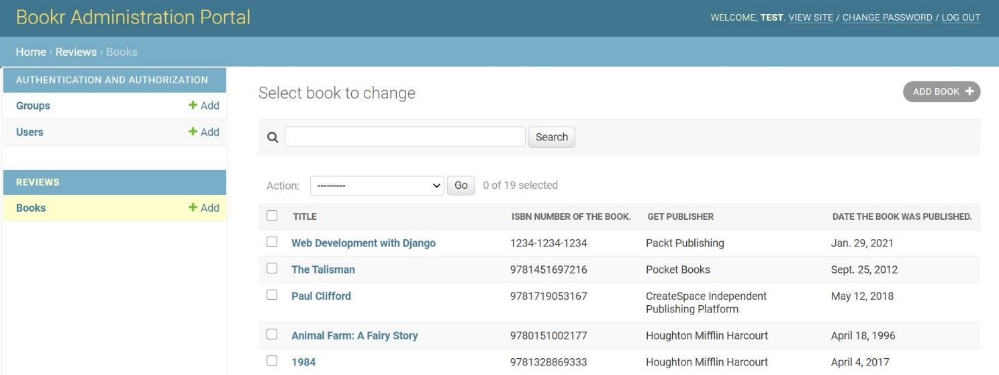 Bookr Administration Portal
WELCOME, TEST. VIEW SITE / CHANGE PASSWORD / LOG OUT
Home › Reviews › Books
AUTHENTICATION AND AUTHORIZATION
Groups + Add
Users + Add
REVIEWS
Books + Add
Select book to change
ADD BOOK +
Search
Action: --------- Go 0 of 19 selected
TITLE ISBN NUMBER OF THE BOOK. GET PUBLISHER DATE THE BOOK WAS PUBLISHED.
Web Development with Django 1234-1234-1234 Packt Publishing Jan. 29, 2021
The Talisman 9781451697216 Pocket Books Sept. 25, 2012
Paul Clifford 9781719053167 CreateSpace Independent May 12, 2018
Publishing Platform
Animal Farm: A Fairy Story 9780151002177 Houghton Mifflin Harcourt April 18, 1996
1984 9781328869333 Houghton Mifflin Harcourt April 4, 2017